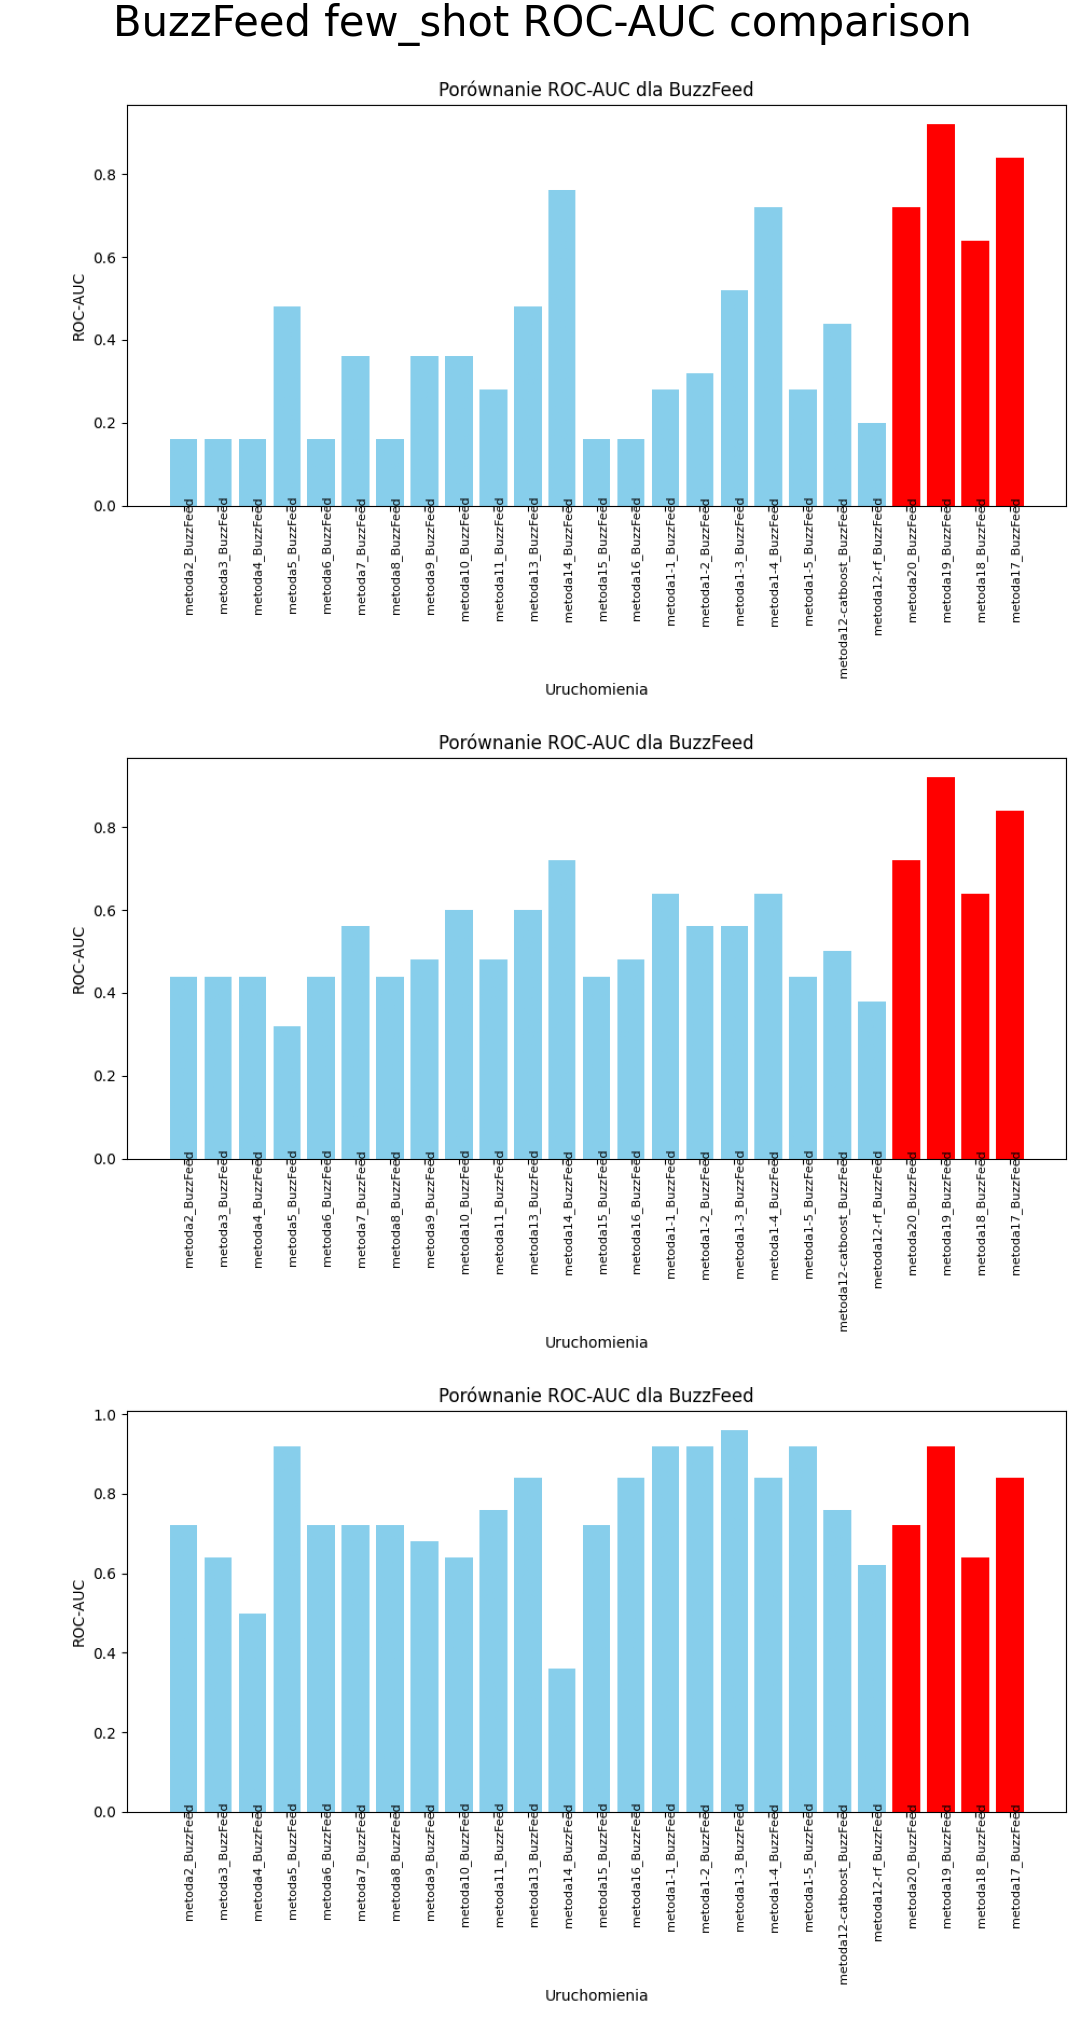 BuzzFeed few_shot ROC-AUC comparison
Porównanie ROC-AUC dla BuzzFeed
0.8
0.6
0.4
0.2
0.0
ROC-AUC
metoda2_BuzzFeed
metoda3_BuzzFeed
metoda4_BuzzFeed
metoda5_BuzzFeed
metoda6_BuzzFeed
metoda7_BuzzFeed
metoda8_BuzzFeed
metoda9_BuzzFeed
metoda10_BuzzFeed
metoda11_BuzzFeed
metoda13_BuzzFeed
metoda14_BuzzFeed
metoda15_BuzzFeed
metoda16_BuzzFeed
metoda1-1_BuzzFeed
metoda1-2_BuzzFeed
metoda1-3_BuzzFeed
metoda1-4_BuzzFeed
metoda1-5_BuzzFeed
metoda12-catboost_BuzzFeed
metoda12-rf_BuzzFeed
metoda20_BuzzFeed
metoda19_BuzzFeed
metoda18_BuzzFeed
metoda17_BuzzFeed
Uruchomienia
Porównanie ROC-AUC dla BuzzFeed
0.8
0.6
0.4
0.2
0.0
ROC-AUC
metoda2_BuzzFeed
metoda3_BuzzFeed
metoda4_BuzzFeed
metoda5_BuzzFeed
metoda6_BuzzFeed
metoda7_BuzzFeed
metoda8_BuzzFeed
metoda9_BuzzFeed
metoda10_BuzzFeed
metoda11_BuzzFeed
metoda13_BuzzFeed
metoda14_BuzzFeed
metoda15_BuzzFeed
metoda16_BuzzFeed
metoda1-1_BuzzFeed
metoda1-2_BuzzFeed
metoda1-3_BuzzFeed
metoda1-4_BuzzFeed
metoda1-5_BuzzFeed
metoda12-catboost_BuzzFeed
metoda12-rf_BuzzFeed
metoda20_BuzzFeed
metoda19_BuzzFeed
metoda18_BuzzFeed
metoda17_BuzzFeed
Uruchomienia
Porównanie ROC-AUC dla BuzzFeed
1.0
0.8
0.6
0.4
0.2
0.0
ROC-AUC
metoda2_BuzzFeed
metoda3_BuzzFeed
metoda4_BuzzFeed
metoda5_BuzzFeed
metoda6_BuzzFeed
metoda7_BuzzFeed
metoda8_BuzzFeed
metoda9_BuzzFeed
metoda10_BuzzFeed
metoda11_BuzzFeed
metoda13_BuzzFeed
metoda14_BuzzFeed
metoda15_BuzzFeed
metoda16_BuzzFeed
metoda1-1_BuzzFeed
metoda1-2_BuzzFeed
metoda1-3_BuzzFeed
metoda1-4_BuzzFeed
metoda1-5_BuzzFeed
metoda12-catboost_BuzzFeed
metoda12-rf_BuzzFeed
metoda20_BuzzFeed
metoda19_BuzzFeed
metoda18_BuzzFeed
metoda17_BuzzFeed
Uruchomienia